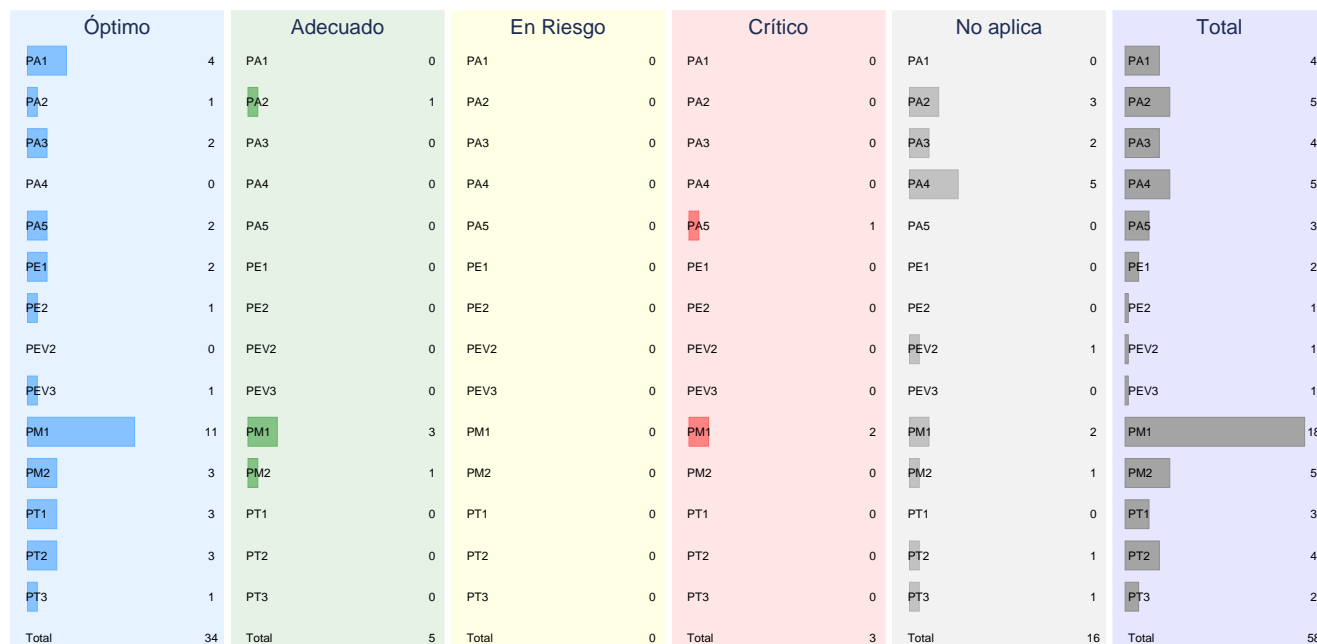 Óptimo Adecuado En Riesgo Crítico No aplica Total
PA1 4 PA1 0 PA1 0 PA1 0 PA1 0 PA1 4
PA2 1 PA2 1 PA2 0 PA2 0 PA2 3 PA2 5
PA3 2 PA3 0 PA3 0 PA3 0 PA3 2 PA3 4
PA4 0 PA4 0 PA4 0 PA4 0 PA4 5 PA4 5
PA5 2 PA5 0 PA5 0 PA5 1 PA5 0 PA5 3
PE1 2 PE1 0 PE1 0 PE1 0 PE1 0 PE1 2
PE2 1 PE2 0 PE2 0 PE2 0 PE2 0 PE2 1
PEV2 0 PEV2 0 PEV2 0 PEV2 0 PEV2 1 PEV2 1
PEV3 1 PEV3 0 PEV3 0 PEV3 0 PEV3 0 PEV3 1
PM1 11 PM1 3 PM1 0 PM1 2 PM1 2 PM1 18
PM2 3 PM2 1 PM2 0 PM2 0 PM2 1 PM2 5
PT1 3 PT1 0 PT1 0 PT1 0 PT1 0 PT1 3
PT2 3 PT2 0 PT2 0 PT2 0 PT2 1 PT2 4
PT3 1 PT3 0 PT3 0 PT3 0 PT3 1 PT3 2
Total 34 Total 5 Total 0 Total 3 Total 16 Total 58